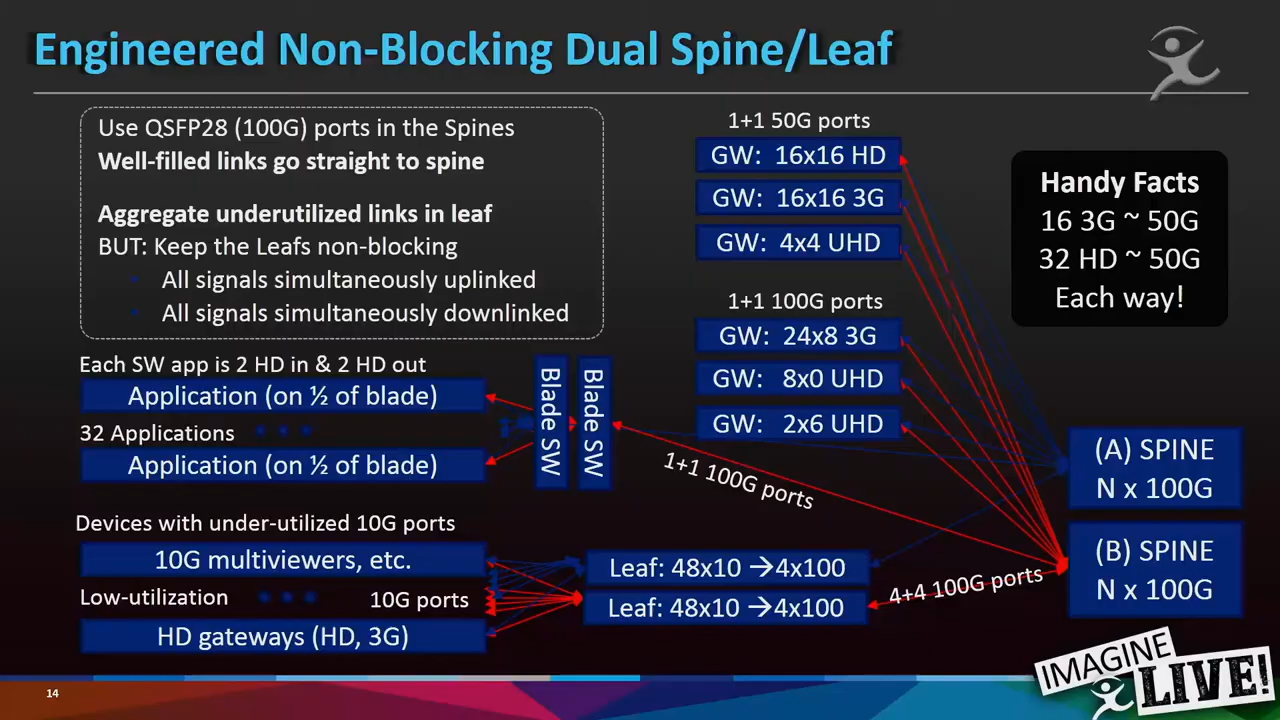 Engineered Non-Blocking Dual Spine/Leaf
Use QSFP28 (100G) ports in the Spines
Well-filled links go straight to spine
Aggregate underutilized links in leaf
BUT: Keep the Leafs non-blocking
All signals simultaneously uplinked
All signals simultaneously downlinked
1+1 50G ports
GW: 16x16 HD
GW: 16x16 3G
GW: 4x4 UHD
1+1 100G ports
GW: 24x8 3G
GW: 8x0 UHD
GW: 2x6 UHD
Handy Facts
16 3G ~ 50G
32 HD ~ 50G
Each way!
Each SW app is 2 HD in & 2 HD out
Application (on ½ of blade)
32 Applications
Application (on ½ of blade)
Blade SW
Blade SW
1+1 100G ports
(A) SPINE
N x 100G
(B) SPINE
N x 100G
Devices with under-utilized 10G ports
10G multiviewers, etc.
Low-utilization
10G ports
HD gateways (HD, 3G)
Leaf: 48x10 →4x100
Leaf: 48x10 →4x100
4+4 100G ports
14
IMAGINE
LIVE!